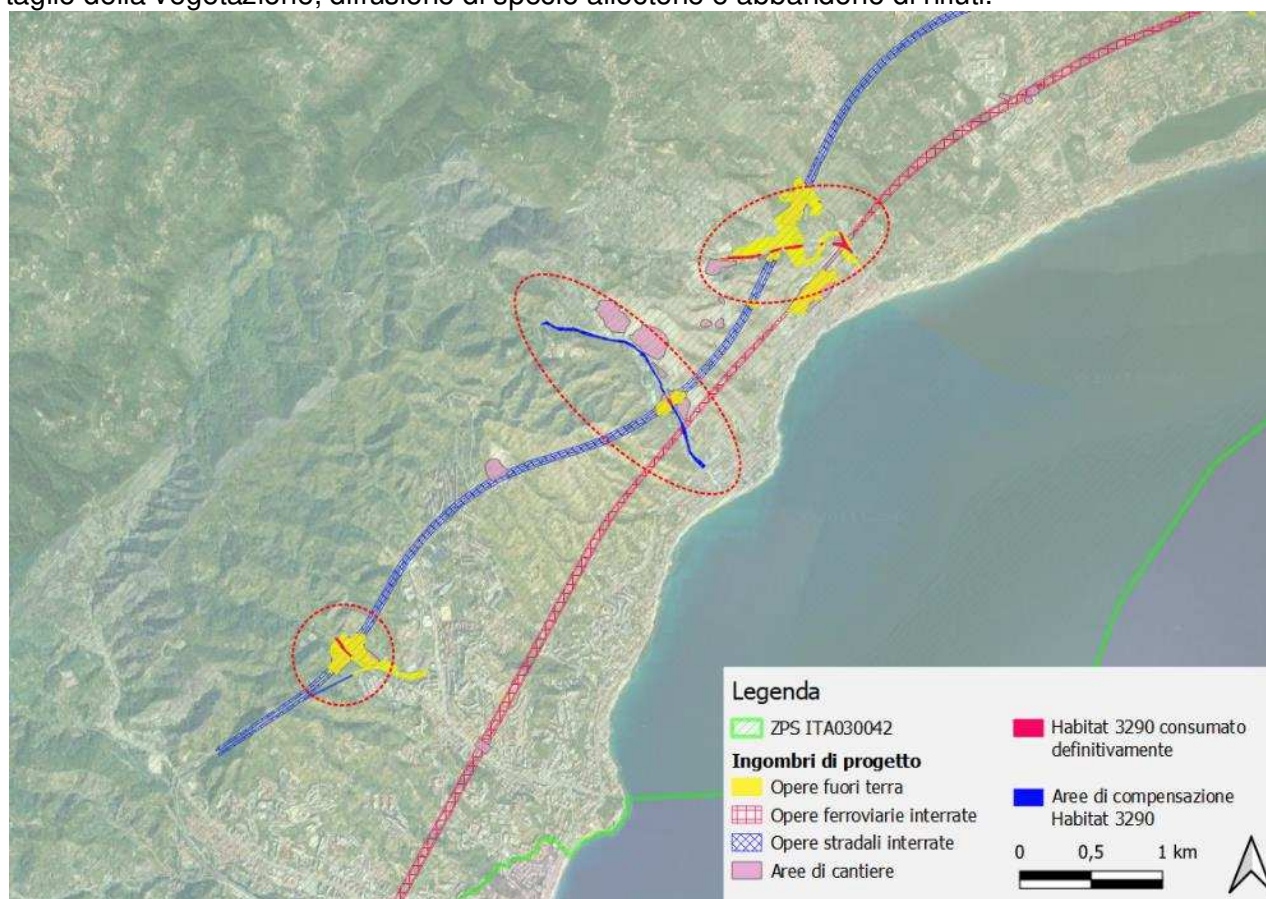 taglio della vegetazione, diffusione di specie alloctone o abbandono di rifiuti.
Legenda
ZPS ITA030042
Ingombri di progetto
Opere fuori terra
Opere ferroviarie interrate
Opere stradali interrate
Aree di cantiere
Habitat 3290 consumato
definitivamente
Aree di compensazione
Habitat 3290
0 0,5 1 km